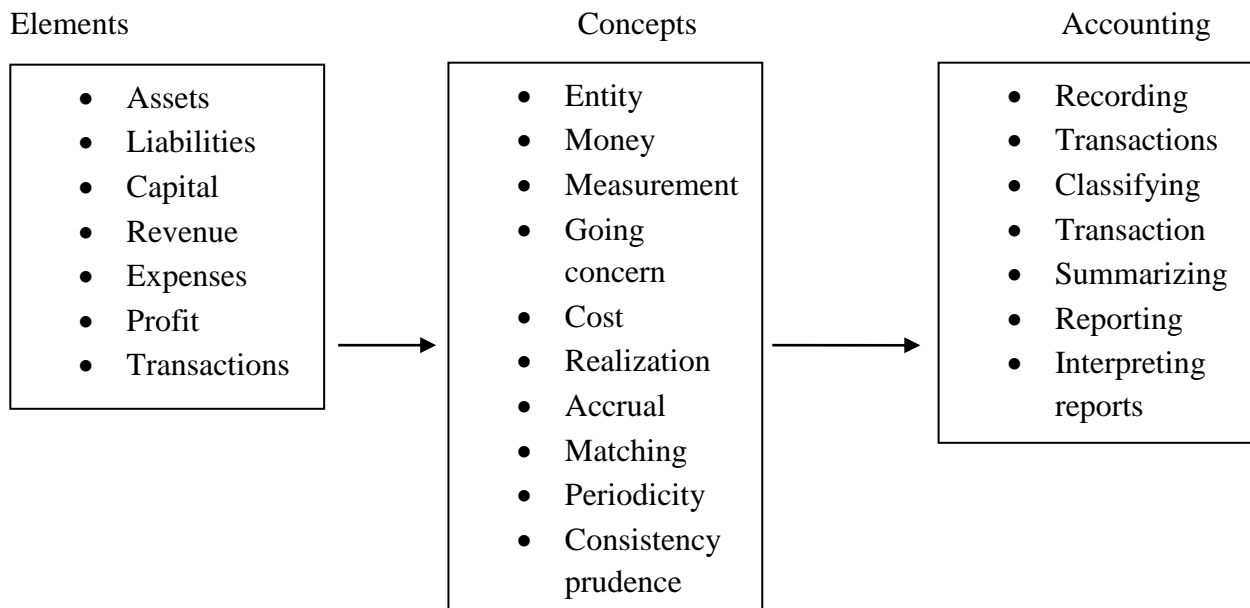 Elements
Assets
Liabilities
Capital
Revenue
Expenses
Profit
Transactions
Concepts
Entity
Money
Measurement
Going
concern
Cost
Realization
Accrual
Matching
Periodicity
Consistency
prudence
Accounting
Recording
Transactions
Classifying
Transaction
Summarizing
Reporting
Interpreting
reports